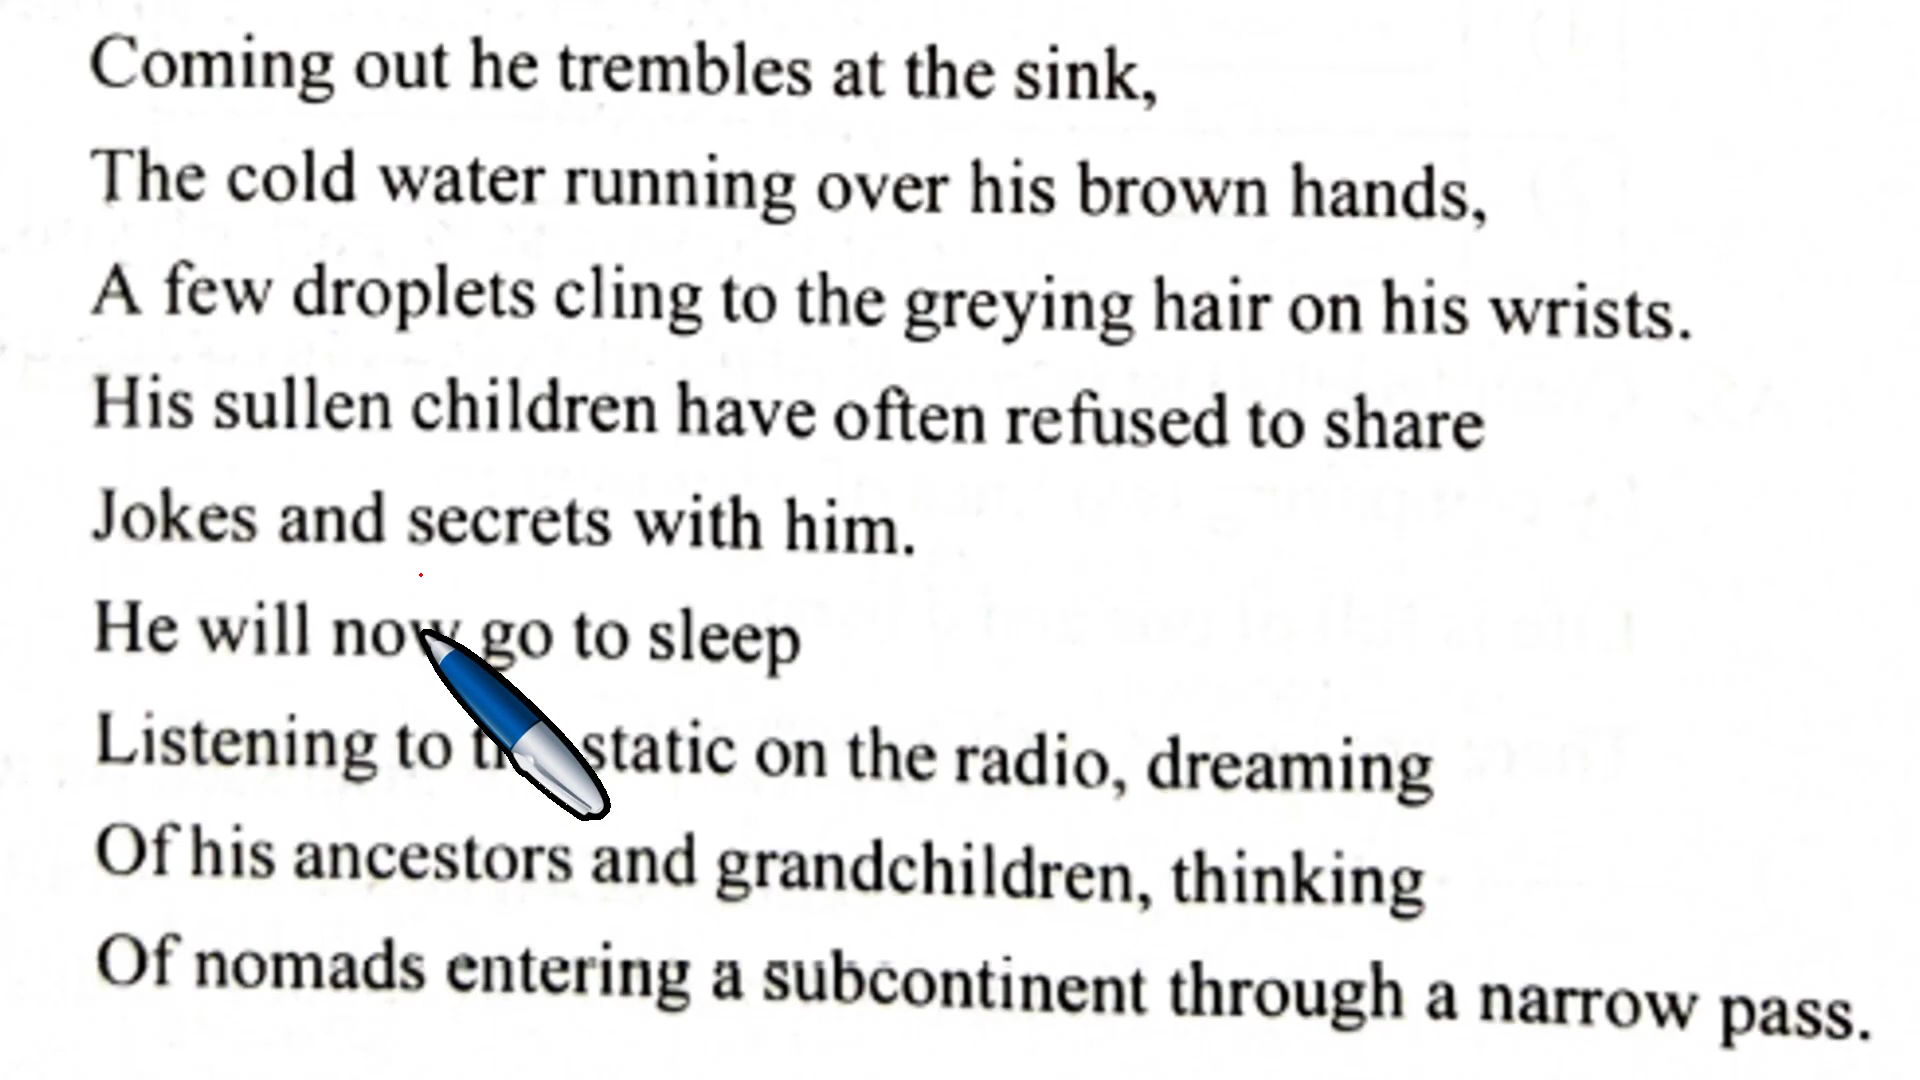 Coming out he trembles at the sink,
The cold water running over his brown hands,
A few droplets cling to the greying hair on his wrists.
His sullen children have often refused to share
Jokes and secrets with him.
He will now go to sleep
Listening to the static on the radio, dreaming
Of his ancestors and grandchildren, thinking
Of nomads entering a subcontinent through a narrow pass.